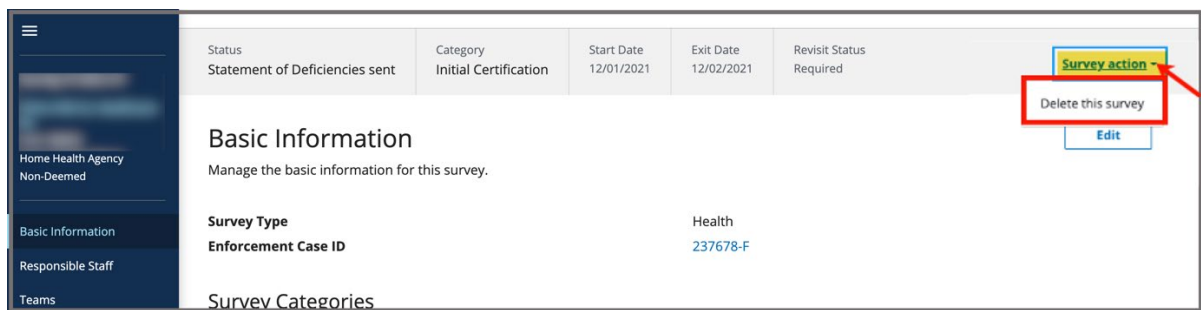 Status
Statement of Deficiencies sent
Category
Initial Certification
Start Date
12/01/2021
Exit Date
12/02/2021
Revisit Status
Required
Survey action
Delete this survey
Edit
Home Health Agency
Non-Deemed
Basic Information
Responsible Staff
Teams
Basic Information
Manage the basic information for this survey.
Survey Type Health
Enforcement Case ID 237678-F
Survey Categories